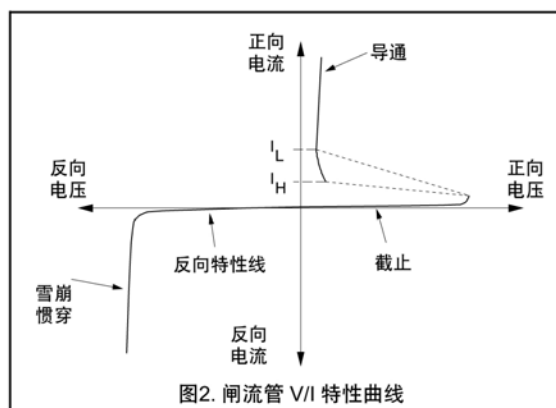 正向
电流
导通
I_L
反向
电压
I_H
正向
电压
反向特性线
截止
雪崩
惯穿
反向
电流
图2. 闸流管 V/I 特性曲线